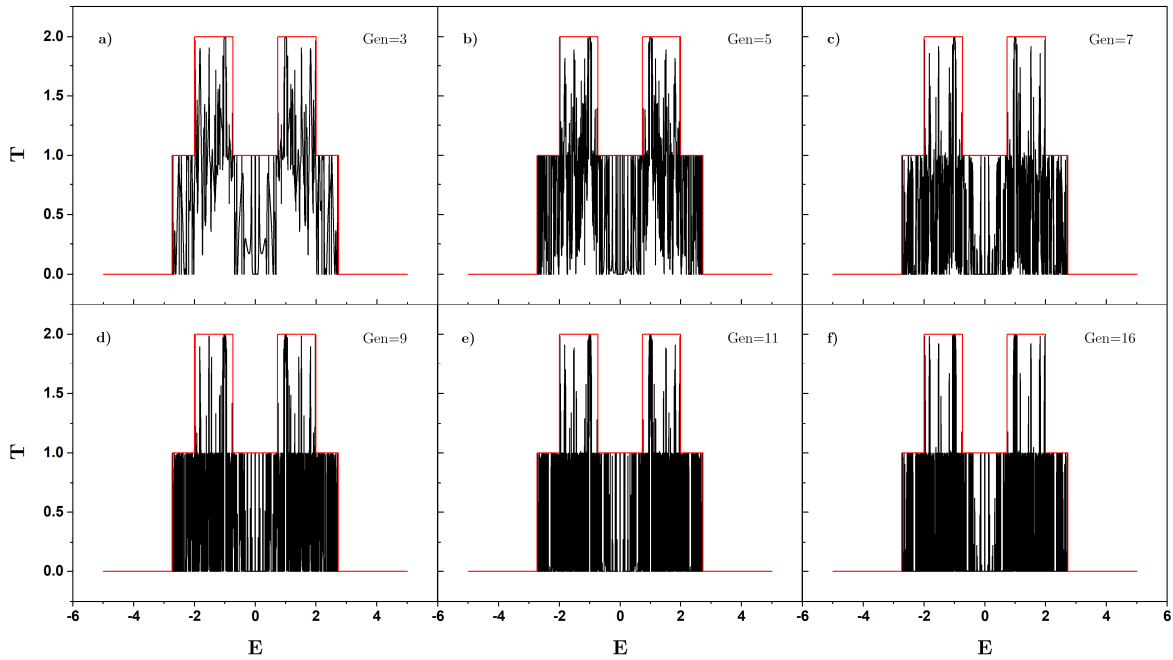 a) Gen=3
b) Gen=5
c) Gen=7
2.0
1.5
T
1.0
0.5
0.0
d) Gen=9
e) Gen=11
f) Gen=16
2.0
1.5
T
1.0
0.5
0.0
-6 -4 -2 0 2 4 -6 -4 -2 0 2 4 -6 -4 -2 0 2 4 6
E E E